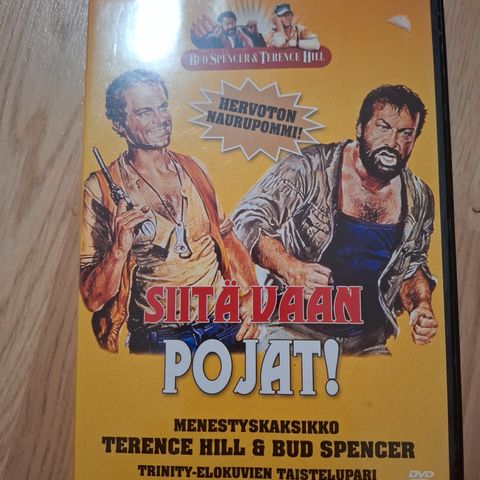 BUD SPENCER & TERENCE HILL
HERVOTON
NAURUPOMMI!
SIITÄ VAAN
POJAT!
MENESTYSKAKSIKKO
TERENCE HILL & BUD SPENCER
TRINITY-ELOKUVIEN TAISTELUPARI
DVD